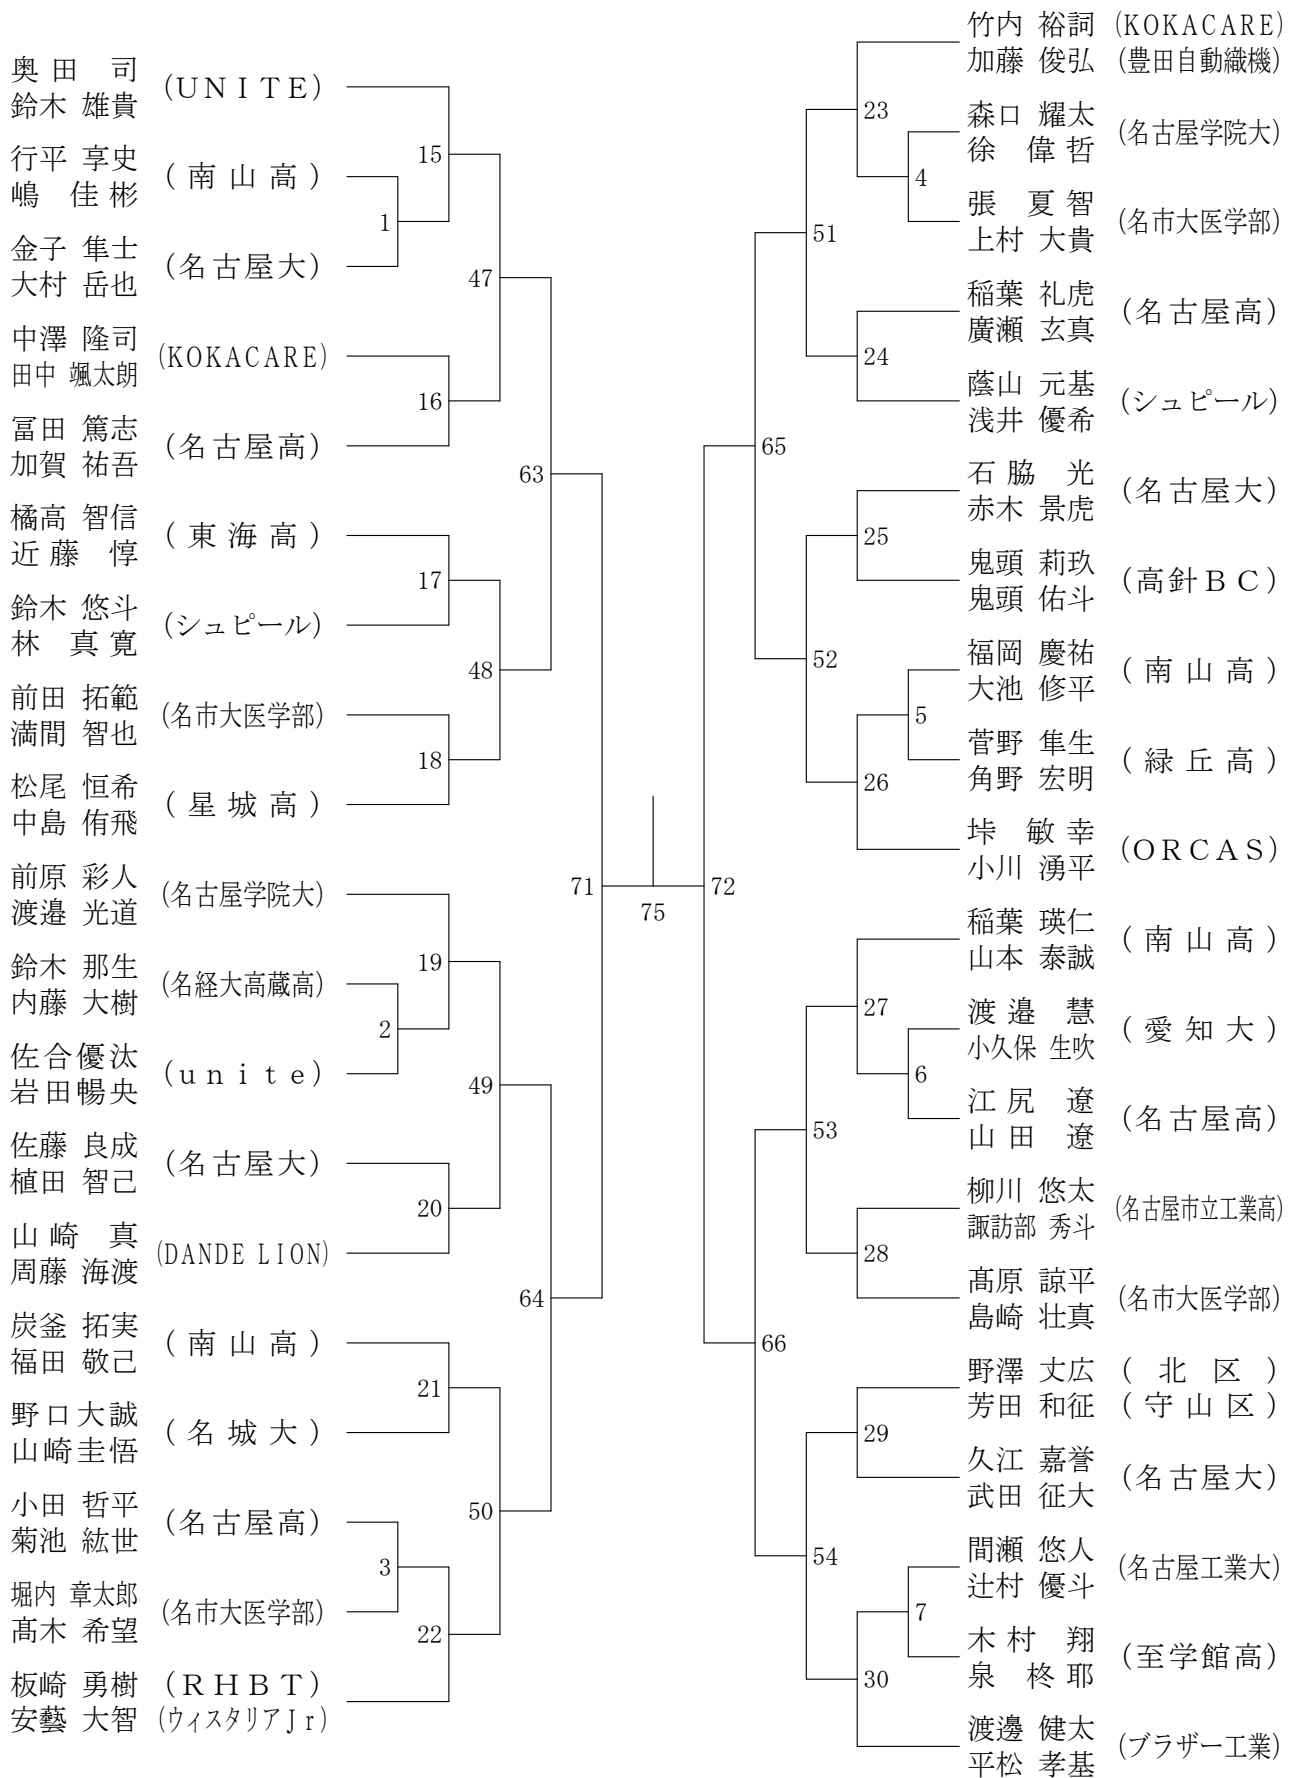 奥田 司
鈴木 雄貴
(ＵＮＩＴＥ)
行平 享史
嶋 佳彬
(南山高)
1
15
金子 隼士
大村 岳也
(名古屋大)
47
中澤 隆司
田中 颯太朗
(KOKACARE)
16
冨田 篤志
加賀 祐吾
(名古屋高)
63
橘高 智信
近藤 惇
(東海高)
17
鈴木 悠斗
林 真寛
(シュピール)
48
前田 拓範
満間 智也
(名市大医学部)
18
松尾 恒希
中島 侑飛
(星城高)
71
前原 彩人
渡邉 光道
(名古屋学院大)
19
鈴木 那生
内藤 大樹
(名経大高蔵高)
2
佐合優汰
岩田暢央
(ｕｎｉｔｅ)
49
佐藤 良成
植田 智己
(名古屋大)
20
山崎 真
周藤 海渡
(DANDE LION)
64
炭釜 拓実
福田 敬己
(南山高)
21
野口大誠
山崎圭悟
(名城大)
50
小田 哲平
菊池 紘世
(名古屋高)
3
堀内 章太郎
髙木 希望
(名市大医学部)
22
板崎 勇樹 (ＲＨＢＴ)
安藝 大智 (ウィスタリアＪｒ)
75
竹内 裕詞 (KOKACARE)
加藤 俊弘 (豊田自動織機)
23
森口 耀太
徐 偉哲
(名古屋学院大)
4
張 夏智
上村 大貴
(名市大医学部)
51
稲葉 礼虎
廣瀬 玄真
(名古屋高)
24
蔭山 元基
浅井 優希
(シュピール)
65
石脇 光
赤木 景虎
(名古屋大)
25
鬼頭 莉玖
鬼頭 佑斗
(高針ＢＣ)
52
福岡 慶祐
大池 修平
(南山高)
5
菅野 隼生
角野 宏明
(緑丘高)
26
垰 敏幸
小川 湧平
(ＯＲＣＡＳ)
72
稲葉 瑛仁
山本 泰誠
(南山高)
27
渡邉 慧
小久保 生吹
(愛知大)
6
江尻 遼
山田 遼
(名古屋高)
53
柳川 悠太
諏訪部 秀斗
(名古屋市立工業高)
28
髙原 諒平
島崎 壮真
(名市大医学部)
66
野澤 丈広 (北区)
芳田 和征 (守山区)
29
久江 嘉誉
武田 征大
(名古屋大)
54
間瀬 悠人
辻村 優斗
(名古屋工業大)
7
木村 翔
泉 柊耶
(至学館高)
30
渡邊 健太
平松 孝基
(ブラザー工業)